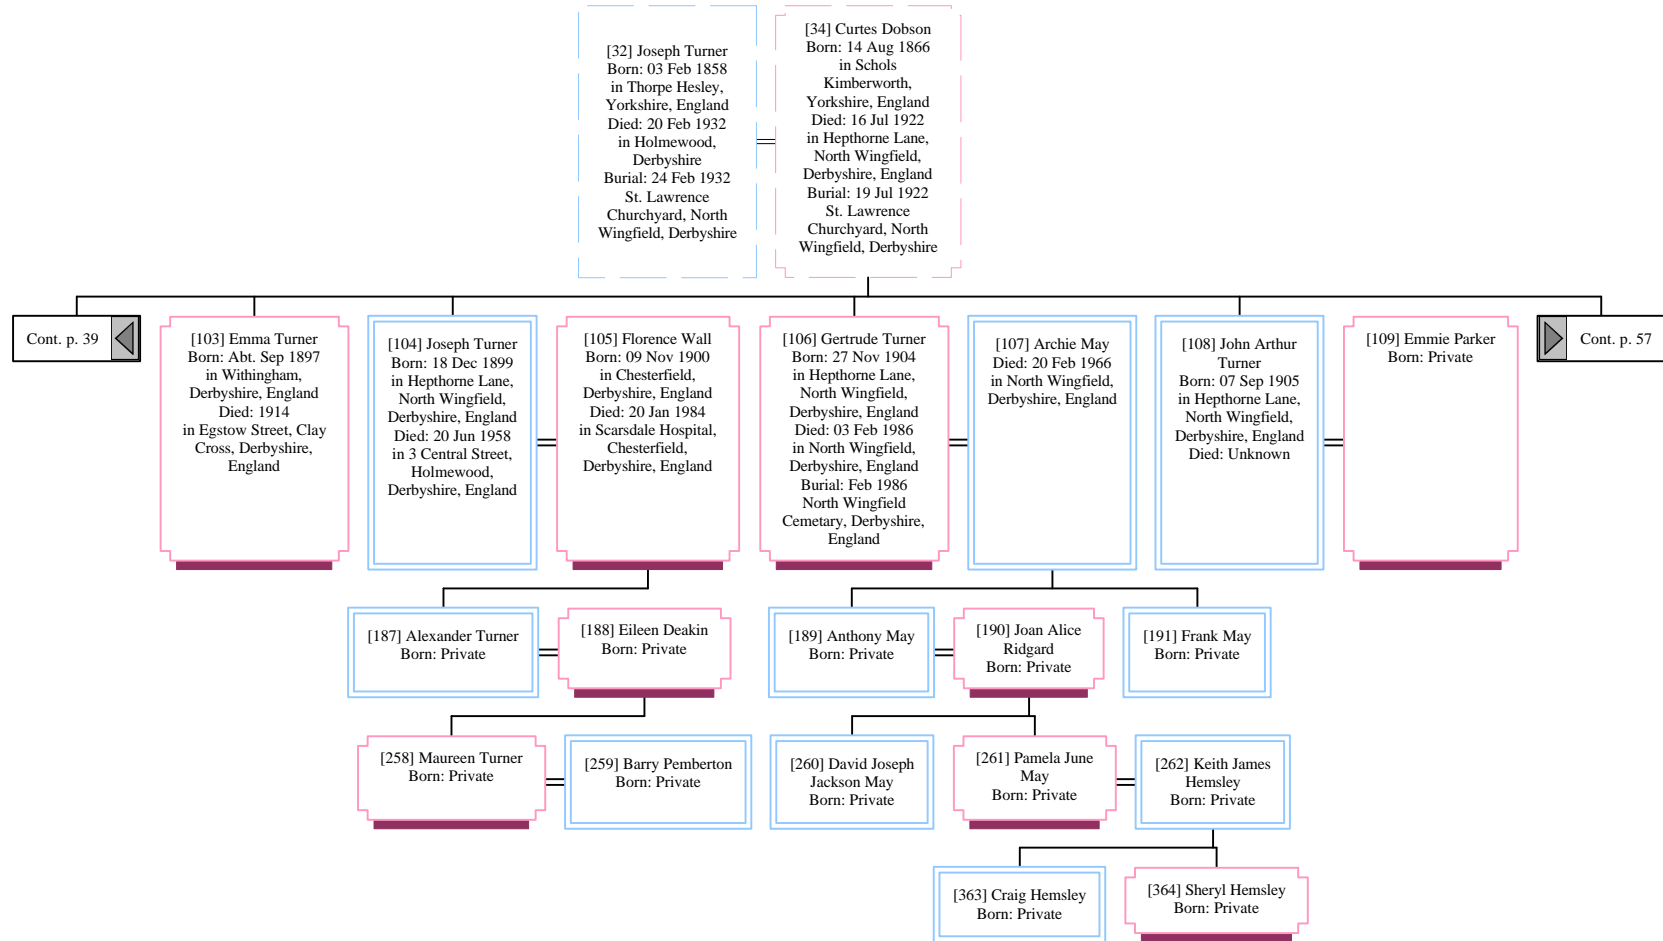 [32] Joseph Turner
Born: 03 Feb 1858
in Thorpe Hesley,
Yorkshire, England
Died: 20 Feb 1932
in Holmewood,
Derbyshire
Burial: 24 Feb 1932
St. Lawrence
Churchyard, North
Wingfield, Derbyshire
[34] Curtes Dobson
Born: 14 Aug 1866
in Schols
Kimberworth,
Yorkshire, England
Died: 16 Jul 1922
in Hepthorne Lane,
North Wingfield,
Derbyshire, England
Burial: 19 Jul 1922
St. Lawrence
Churchyard, North
Wingfield, Derbyshire
Cont. p. 39
[103] Emma Turner
Born: Abt. Sep 1897
in Withingham,
Derbyshire, England
Died: 1914
in Egstow Street, Clay
Cross, Derbyshire,
England
[104] Joseph Turner
Born: 18 Dec 1899
in Hepthorne Lane,
North Wingfield,
Derbyshire, England
Died: 20 Jun 1958
in 3 Central Street,
Holmewood,
Derbyshire, England
[105] Florence Wall
Born: 09 Nov 1900
in Chesterfield,
Derbyshire, England
Died: 20 Jan 1984
in Scarsdale Hospital,
Chesterfield,
Derbyshire, England
[106] Gertrude Turner
Born: 27 Nov 1904
in Hepthorne Lane,
North Wingfield,
Derbyshire, England
Died: 03 Feb 1986
in North Wingfield,
Derbyshire, England
Burial: Feb 1986
North Wingfield
Cemetary, Derbyshire,
England
[107] Archie May
Died: 20 Feb 1966
in North Wingfield,
Derbyshire, England
[108] John Arthur
Turner
Born: 07 Sep 1905
in Hepthorne Lane,
North Wingfield,
Derbyshire, England
Died: Unknown
[109] Emmie Parker
Born: Private
Cont. p. 57
[187] Alexander Turner
Born: Private
[188] Eileen Deakin
Born: Private
[189] Anthony May
Born: Private
[190] Joan Alice
Ridgard
Born: Private
[191] Frank May
Born: Private
[258] Maureen Turner
Born: Private
[259] Barry Pemberton
Born: Private
[260] David Joseph
Jackson May
Born: Private
[261] Pamela June
May
Born: Private
[262] Keith James
Hemsley
Born: Private
[363] Craig Hemsley
Born: Private
[364] Sheryl Hemsley
Born: Private